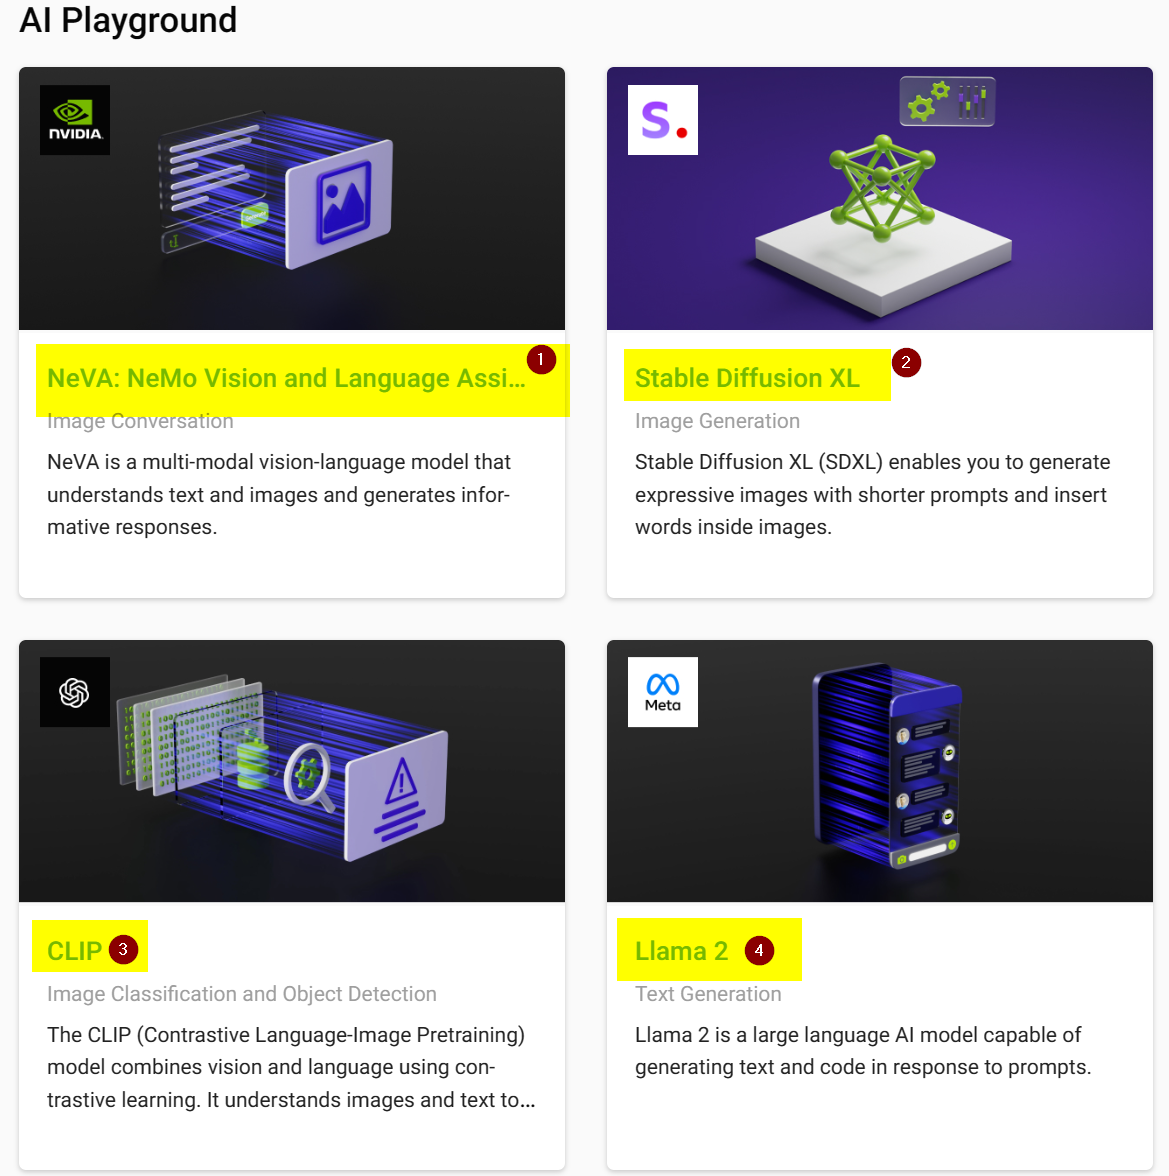 AI Playground
NVIDIA
NeVA: NeMo Vision and Language Assi...
1
Image Conversation
NeVA is a multi-modal vision-language model that
understands text and images and generates infor-
mative responses.
S.
Stable Diffusion XL
2
Image Generation
Stable Diffusion XL (SDXL) enables you to generate
expressive images with shorter prompts and insert
words inside images.
CLIP 3
Image Classification and Object Detection
The CLIP (Contrastive Language-Image Pretraining)
model combines vision and language using con-
trastive learning. It understands images and text to...
Meta
Llama 2 4
Text Generation
Llama 2 is a large language AI model capable of
generating text and code in response to prompts.